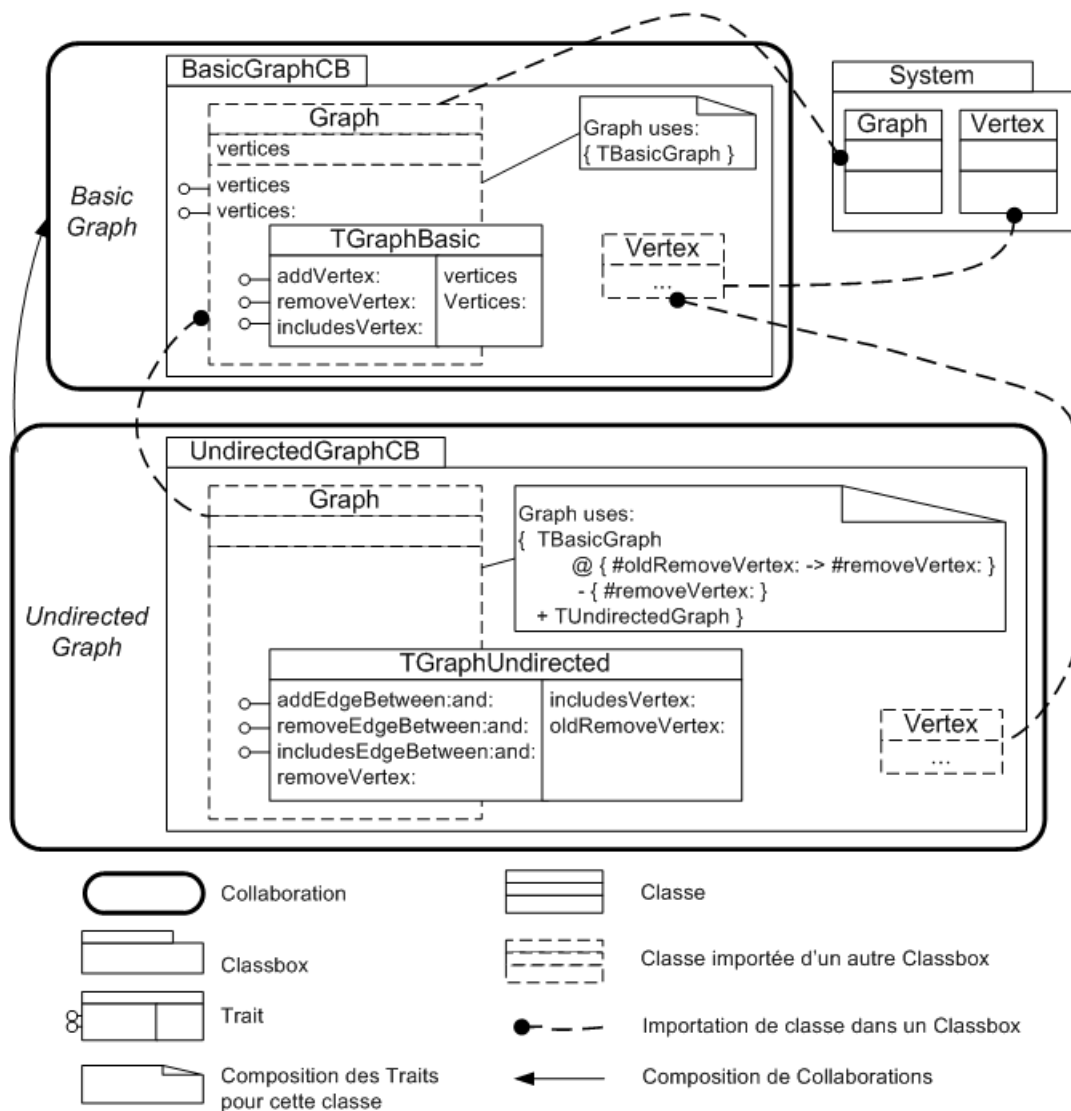 BasicGraphCB
System
Graph
Graph
Vertex
vertices
Graph uses:
{ TBasicGraph }
Basic
Graph
vertices
vertices:
TGraphBasic
addVertex:
removeVertex:
includesVertex:
vertices
Vertices:
Vertex
...
UndirectedGraphCB
Graph
Graph uses:
{ TBasicGraph
@ { #oldRemoveVertex: -> #removeVertex: }
- { #removeVertex: }
+ TUndirectedGraph }
Undirected
Graph
TGraphUndirected
addEdgeBetween:and:
removeEdgeBetween:and:
includesEdgeBetween:and:
removeVertex:
includesVertex:
oldRemoveVertex:
Vertex
...
Collaboration
Classe
Classbox
Classe importée d'un autre Classbox
Trait
Importation de classe dans un Classbox
Composition des Traits
pour cette classe
Composition de Collaborations